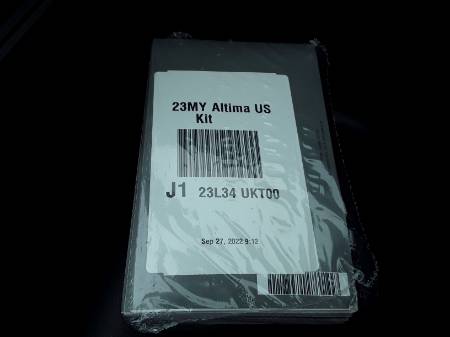 23MY Altima US
Kit
J1 23L34 UKT00
Sep 27, 2022 9:12